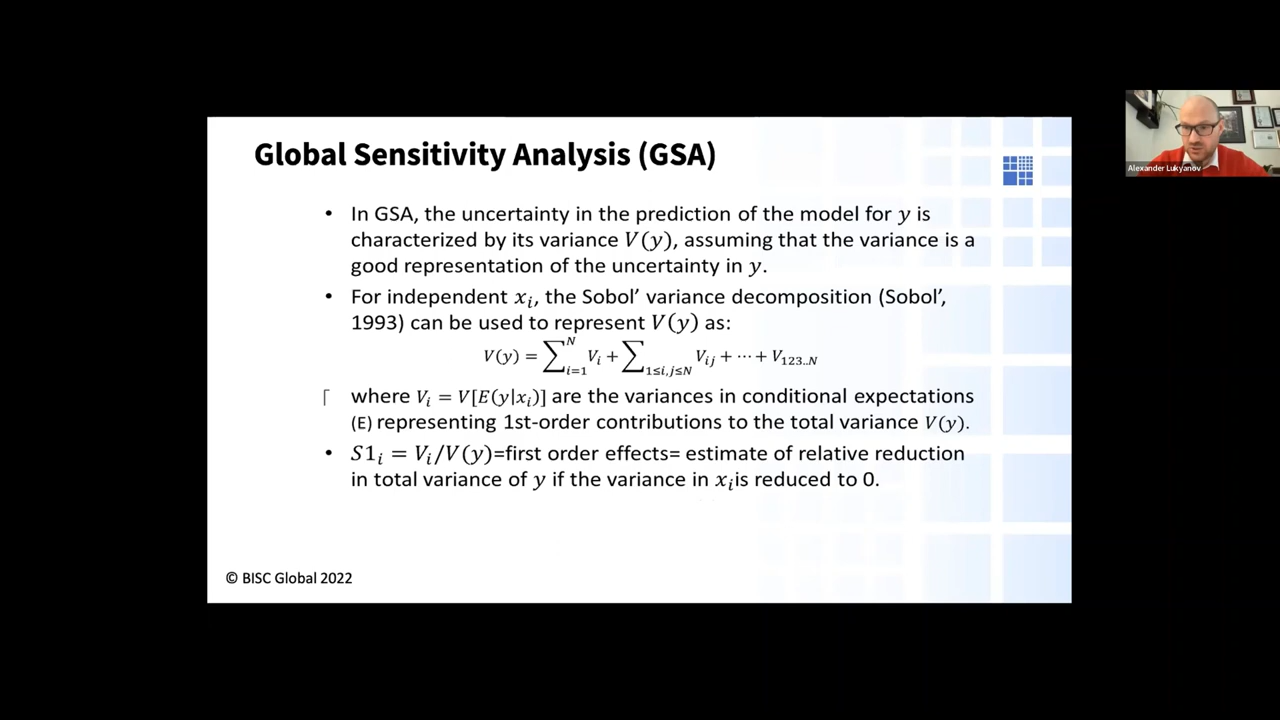 Global Sensitivity Analysis (GSA)
• In GSA, the uncertainty in the prediction of the model for y is
characterized by its variance V(y), assuming that the variance is a
good representation of the uncertainty in y.
• For independent xᵢ, the Sobol’ variance decomposition (Sobol’,
1993) can be used to represent V(y) as:
V(y) = ∑ᵢ₌₁ᴺ Vᵢ + ∑₁≤i,j≤N Vᵢⱼ + ⋯ + V₁₂₃..N
where Vᵢ = V[E(y|xᵢ)] are the variances in conditional expectations
(E) representing 1st-order contributions to the total variance V(y).
• S1ᵢ = Vᵢ/V(y)=first order effects= estimate of relative reduction
in total variance of y if the variance in xᵢis reduced to 0.
© BISC Global 2022
Alexander Lukyanov